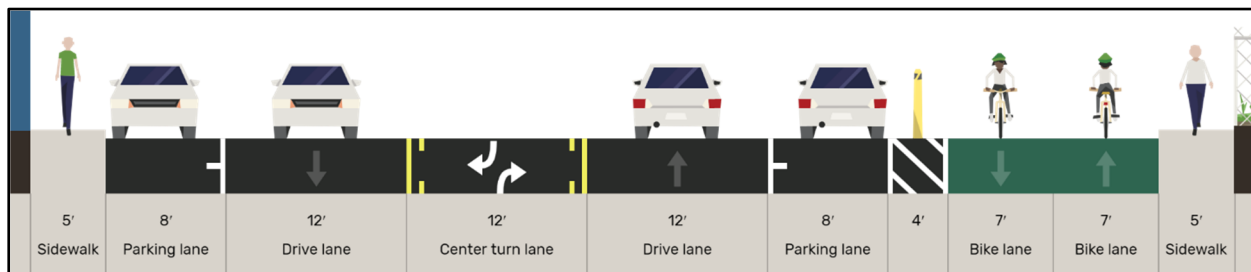 5′ 8′ 12′ 12′ 12′ 8′ 4′ 7′ 7′ 5′
Sidewalk Parking lane Drive lane Center turn lane Drive lane Parking lane Bike lane Bike lane Sidewalk